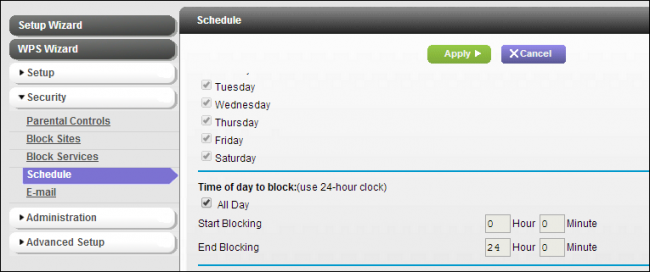 Setup Wizard
WPS Wizard
Setup
Security
Parental Controls
Block Sites
Block Services
Schedule
E-mail
Administration
Advanced Setup
Schedule
Apply
Cancel
Tuesday
Wednesday
Thursday
Friday
Saturday
Time of day to block:(use 24-hour clock)
All Day
Start Blocking 0 Hour 0 Minute
End Blocking 24 Hour 0 Minute